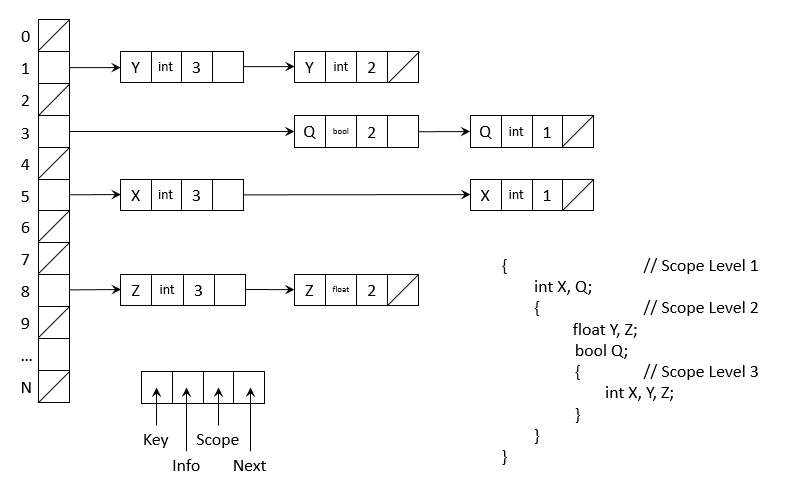 0
1 Y int 3 Y int 2
2
3 Q bool 2 Q int 1
4
5 X int 3 X int 1
6
7
8 Z int 3 Z float 2
9
...
N
Key Scope
Info Next
{ // Scope Level 1
int X, Q;
{ // Scope Level 2
float Y, Z;
bool Q;
{ // Scope Level 3
int X, Y, Z;
}
}
}